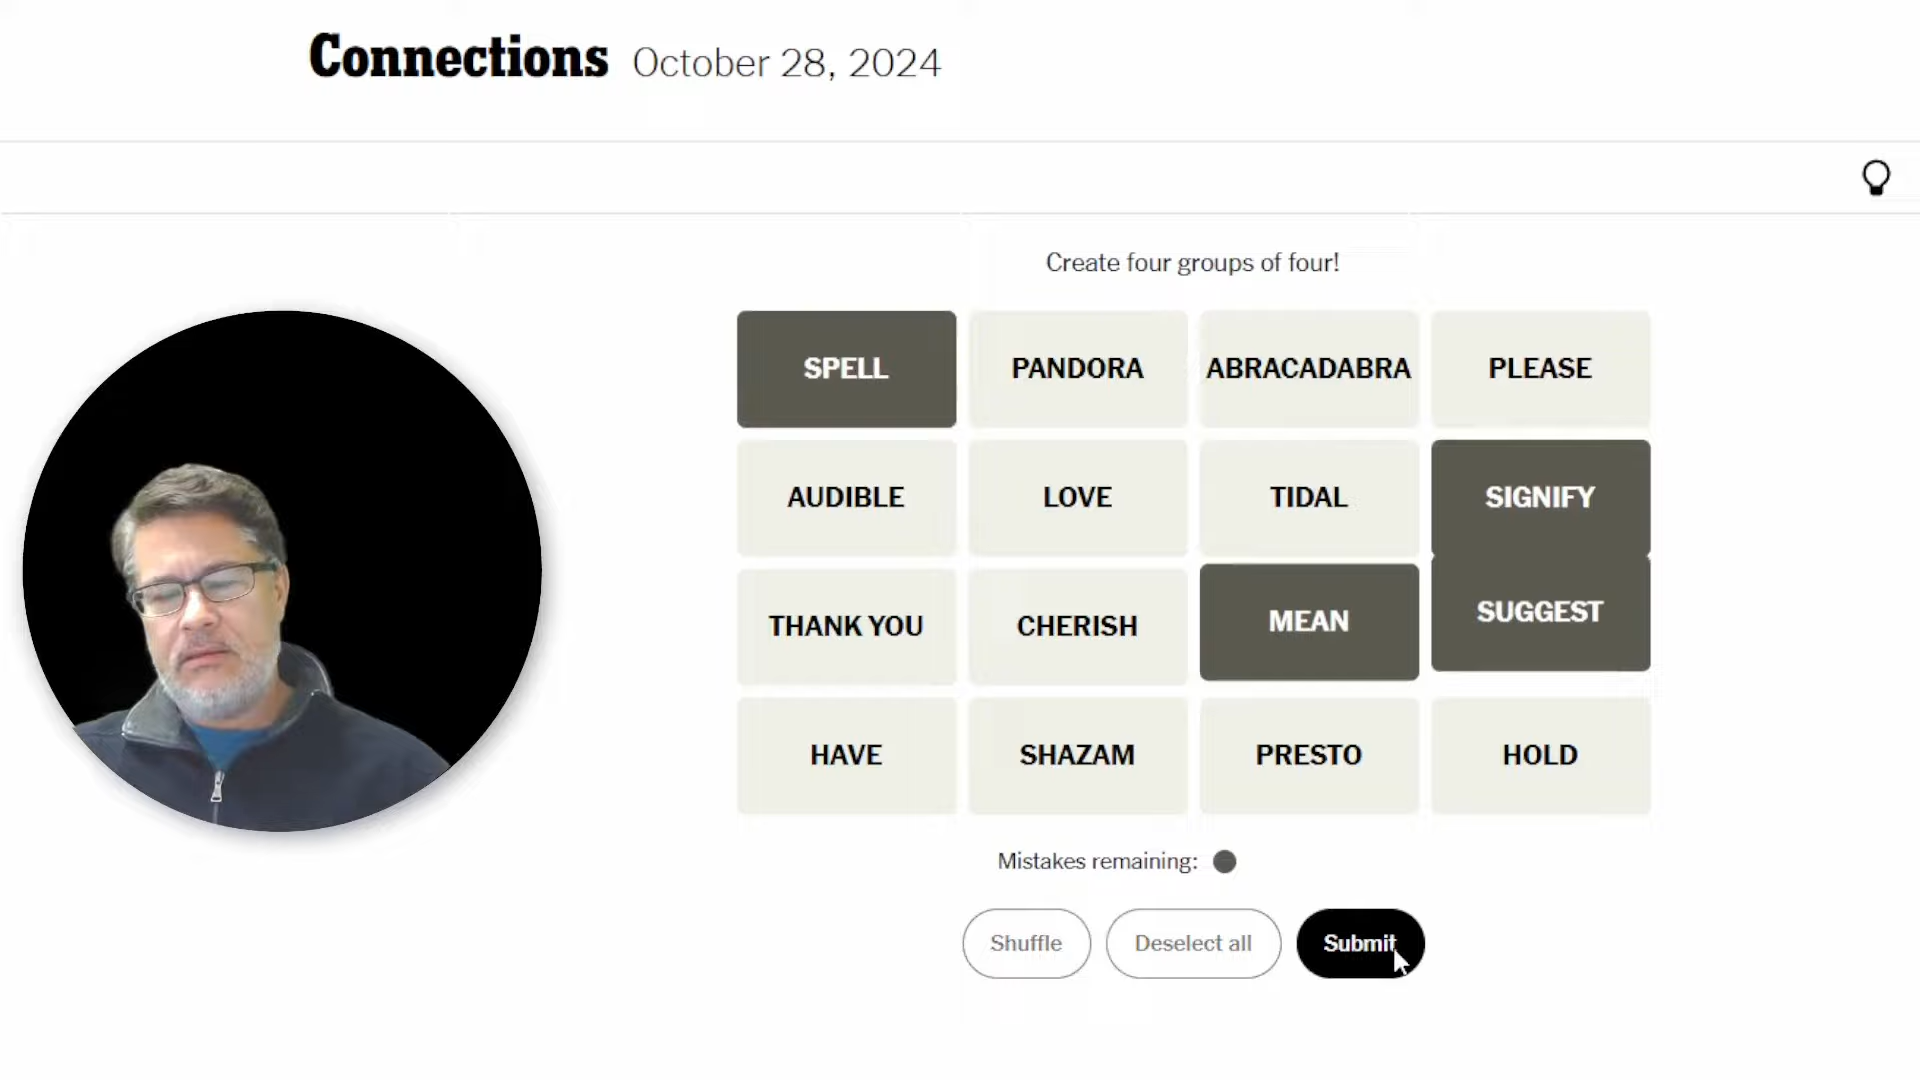 Connections October 28, 2024
Create four groups of four!
SPELL PANDORA ABRACADABRA PLEASE
AUDIBLE LOVE TIDAL SIGNIFY
THANK YOU CHERISH MEAN SUGGEST
HAVE SHAZAM PRESTO HOLD
Mistakes remaining:
Shuffle Deselect all Submit